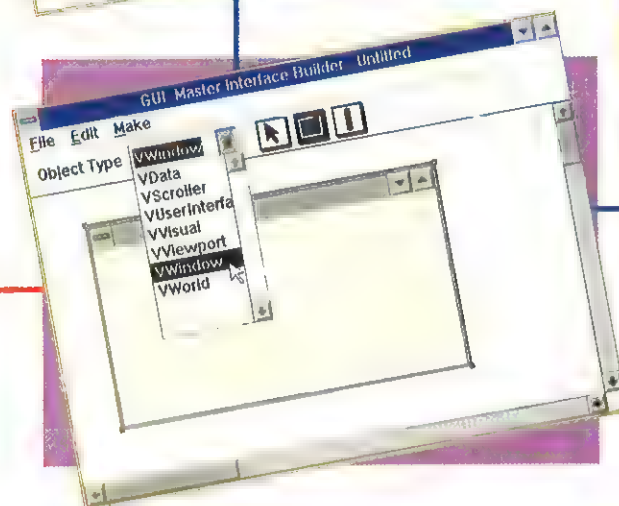 GUI Master Interface Builder Untitled
File Edit Make
Object Type VWindow
VData
VScroller
VUserInterfa
VVisual
VViewport
VWindow
VWorld